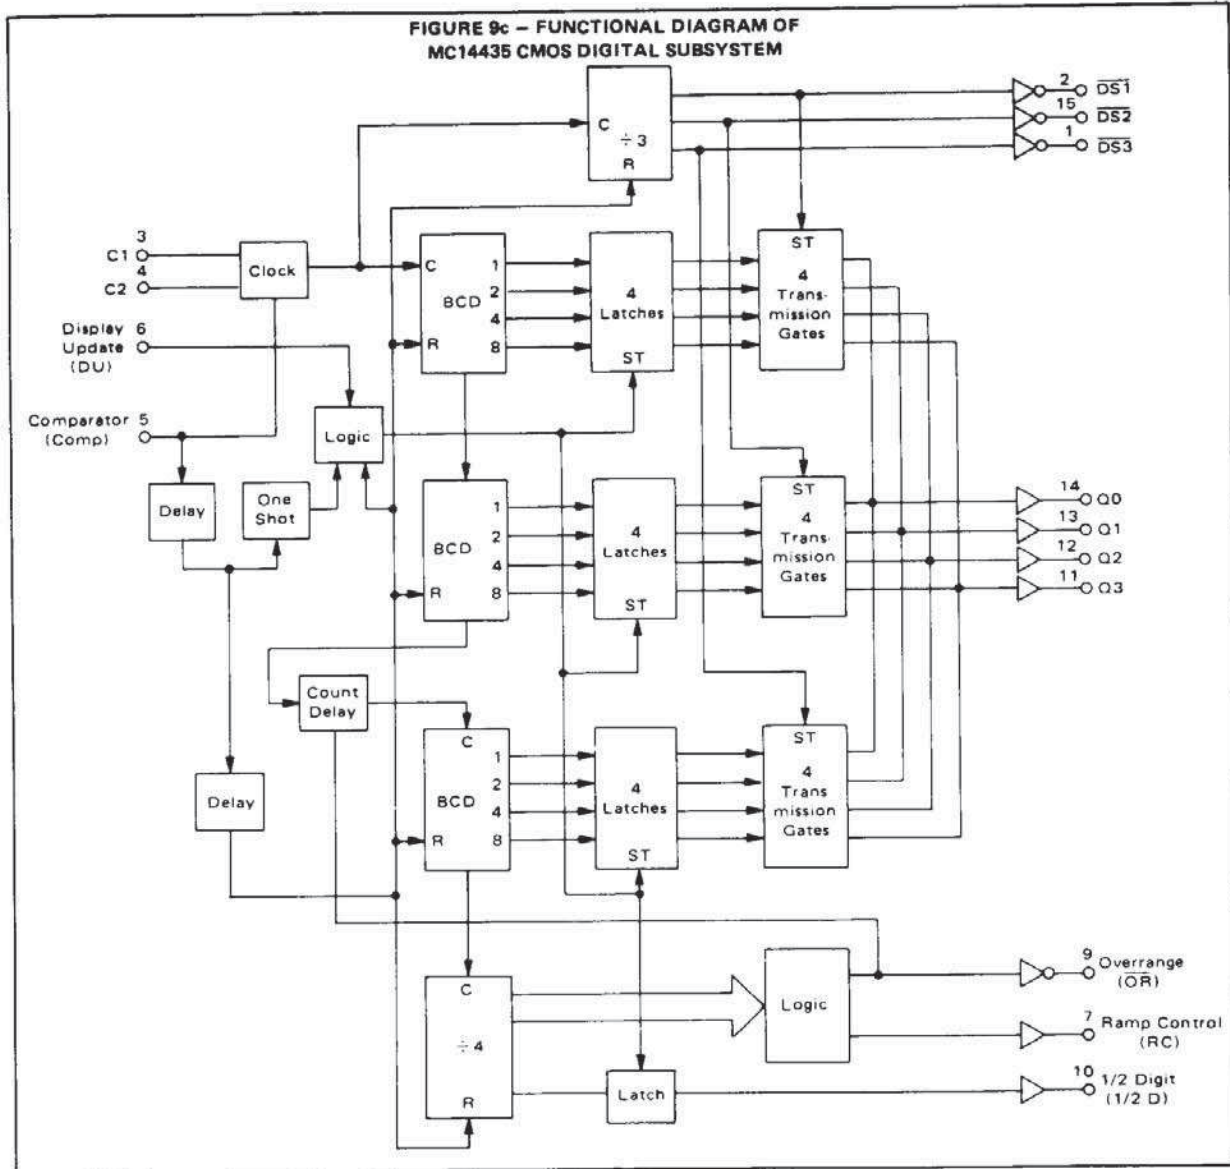 FIGURE 9c – FUNCTIONAL DIAGRAM OF
MC14435 CMOS DIGITAL SUBSYSTEM
C
÷3
R
2
DS1
15
DS2
1
DS3
3
C1
4
C2
Clock
Display
Update
(DU)
6
Comparator
(Comp)
5
Logic
Delay
One
Shot
C
BCD
R
1
2
4
8
4
Latches
ST
ST
4
Trans-
mission
Gates
BCD
R
1
2
4
8
4
Latches
ST
ST
4
Trans-
mission
Gates
14
Q0
13
Q1
12
Q2
11
Q3
Count
Delay
Delay
C
BCD
R
1
2
4
8
4
Latches
ST
ST
4
Trans
mission
Gates
C
÷4
R
Logic
Latch
9
Overrange
(OR)
7
Ramp Control
(RC)
10
1/2 Digit
(1/2 D)